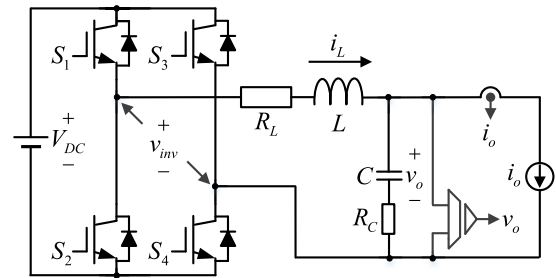 S1
S3
iL
+
VDC
−
+
vinv
−
RL
L
io
C
+
vo
−
RC
io
vo
S2
S4